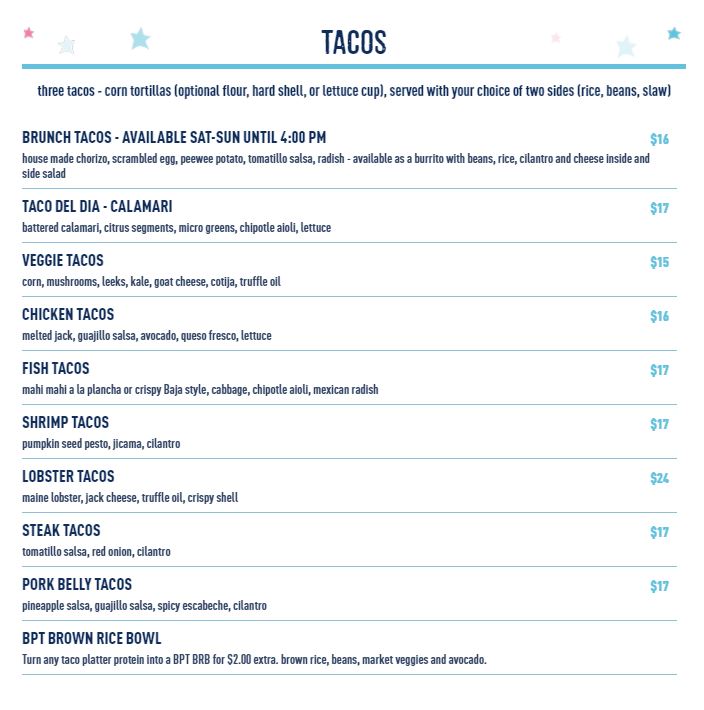 TACOS
three tacos - corn tortillas (optional flour, hard shell, or lettuce cup), served with your choice of two sides (rice, beans, slaw)
BRUNCH TACOS - AVAILABLE SAT-SUN UNTIL 4:00 PM $16
house made chorizo, scrambled egg, peewee potato, tomatillo salsa, radish - available as a burrito with beans, rice, cilantro and cheese inside and
side salad
TACO DEL DIA - CALAMARI $17
battered calamari, citrus segments, micro greens, chipotle aioli, lettuce
VEGGIE TACOS $15
corn, mushrooms, leeks, kale, goat cheese, cotija, truffle oil
CHICKEN TACOS $16
melted jack, guajillo salsa, avocado, queso fresco, lettuce
FISH TACOS $17
mahi mahi a la plancha or crispy Baja style, cabbage, chipotle aioli, mexican radish
SHRIMP TACOS $17
pumpkin seed pesto, jicama, cilantro
LOBSTER TACOS $24
maine lobster, jack cheese, truffle oil, crispy shell
STEAK TACOS $17
tomatillo salsa, red onion, cilantro
PORK BELLY TACOS $17
pineapple salsa, guajillo salsa, spicy escabeche, cilantro
BPT BROWN RICE BOWL
Turn any taco platter protein into a BPT BRB for $2.00 extra. brown rice, beans, market veggies and avocado.